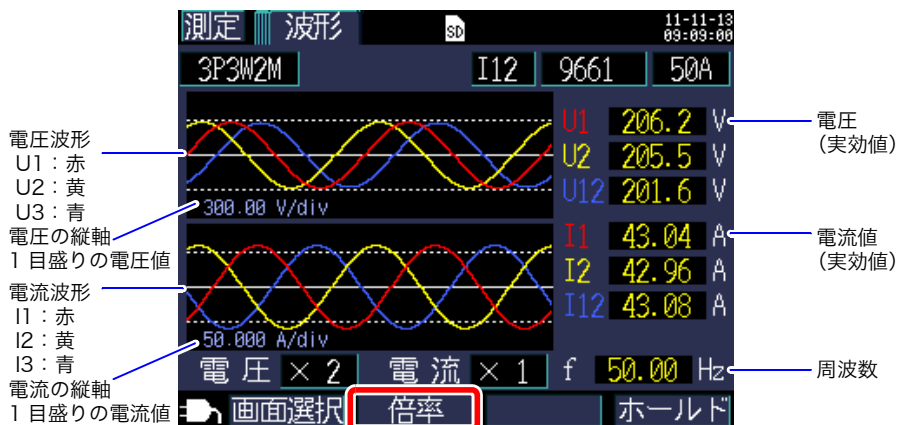 測定 波形 SD 11-11-13
09:09:00
3P3W2M I12 9661 50A
電圧波形
U1：赤
U2：黄
U3：青
電圧の縦軸
1 目盛りの電圧値
電流波形
I1：赤
I2：黄
I3：青
電流の縦軸
1 目盛りの電流値
300.00 V/div
50.000 A/div
U1 206.2 V
U2 205.5 V
U12 201.6 V
I1 43.04 A
I2 42.96 A
I12 43.08 A
電圧
（実効値）
電流値
（実効値）
電圧 × 2 電流 × 1 f 50.00 Hz
周波数
画面選択 倍率 ホールド